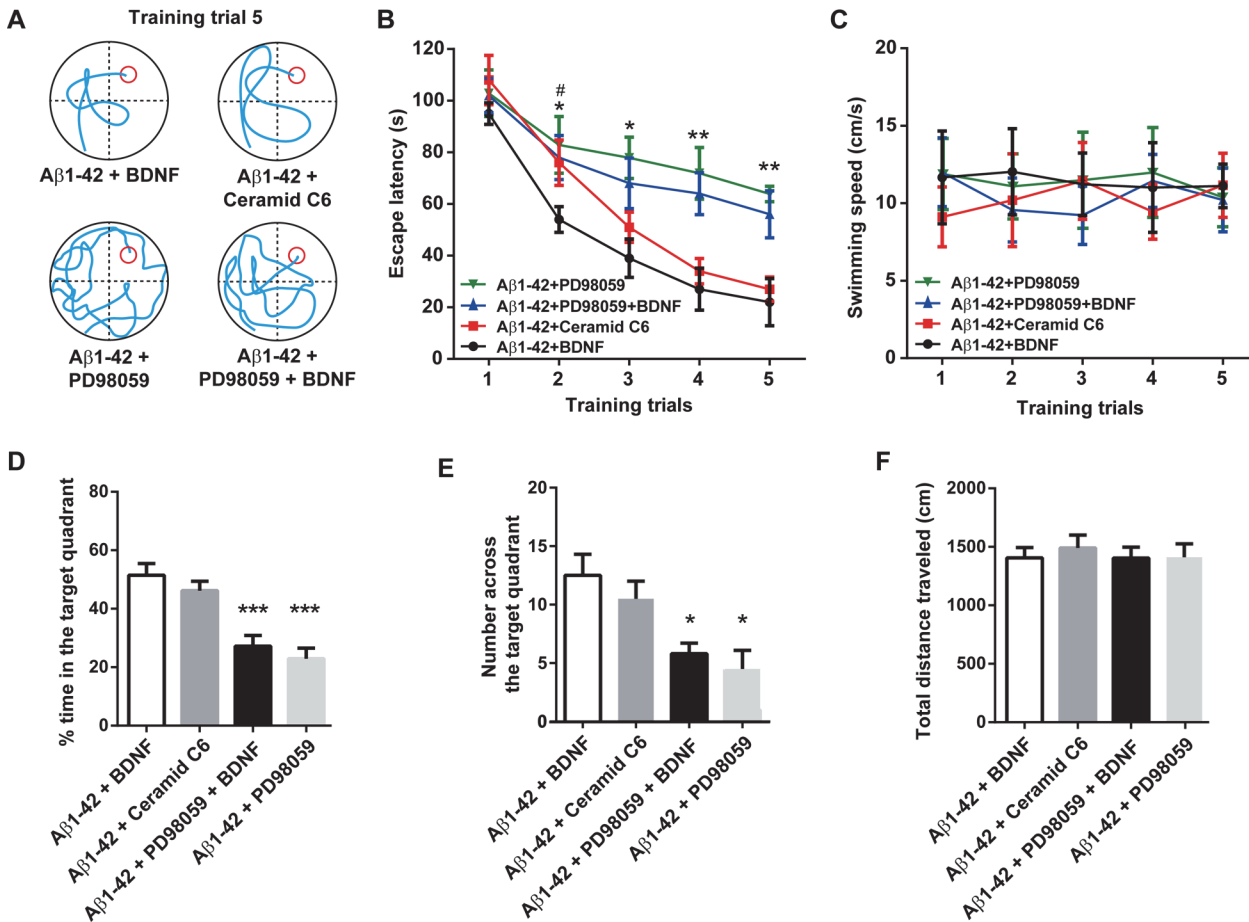 A
Training trial 5
Aβ1-42 + BDNF
Aβ1-42 +
Ceramid C6
Aβ1-42 +
PD98059
Aβ1-42 +
PD98059 + BDNF
B
Escape latency (s)
120
100
80
60
40
20
0
#
*
*
**
**
Aβ1-42+PD98059
Aβ1-42+PD98059+BDNF
Aβ1-42+Ceramid C6
Aβ1-42+BDNF
1 2 3 4 5
Training trials
C
Swimming speed (cm/s)
20
15
10
5
0
Aβ1-42+PD98059
Aβ1-42+PD98059+BDNF
Aβ1-42+Ceramid C6
Aβ1-42+BDNF
1 2 3 4 5
Training trials
D
% time in the target quadrant
80
60
40
20
0
*** ***
Aβ1-42 + BDNF
Aβ1-42 + Ceramid C6
Aβ1-42 + PD98059 + BDNF
Aβ1-42 + PD98059
E
Number across
the target quadrant
20
15
10
5
0
* *
Aβ1-42 + BDNF
Aβ1-42 + Ceramid C6
Aβ1-42 + PD98059 + BDNF
Aβ1-42 + PD98059
F
Total distance traveled (cm)
2000
1500
1000
500
0
Aβ1-42 + BDNF
Aβ1-42 + Ceramid C6
Aβ1-42 + PD98059 + BDNF
Aβ1-42 + PD98059